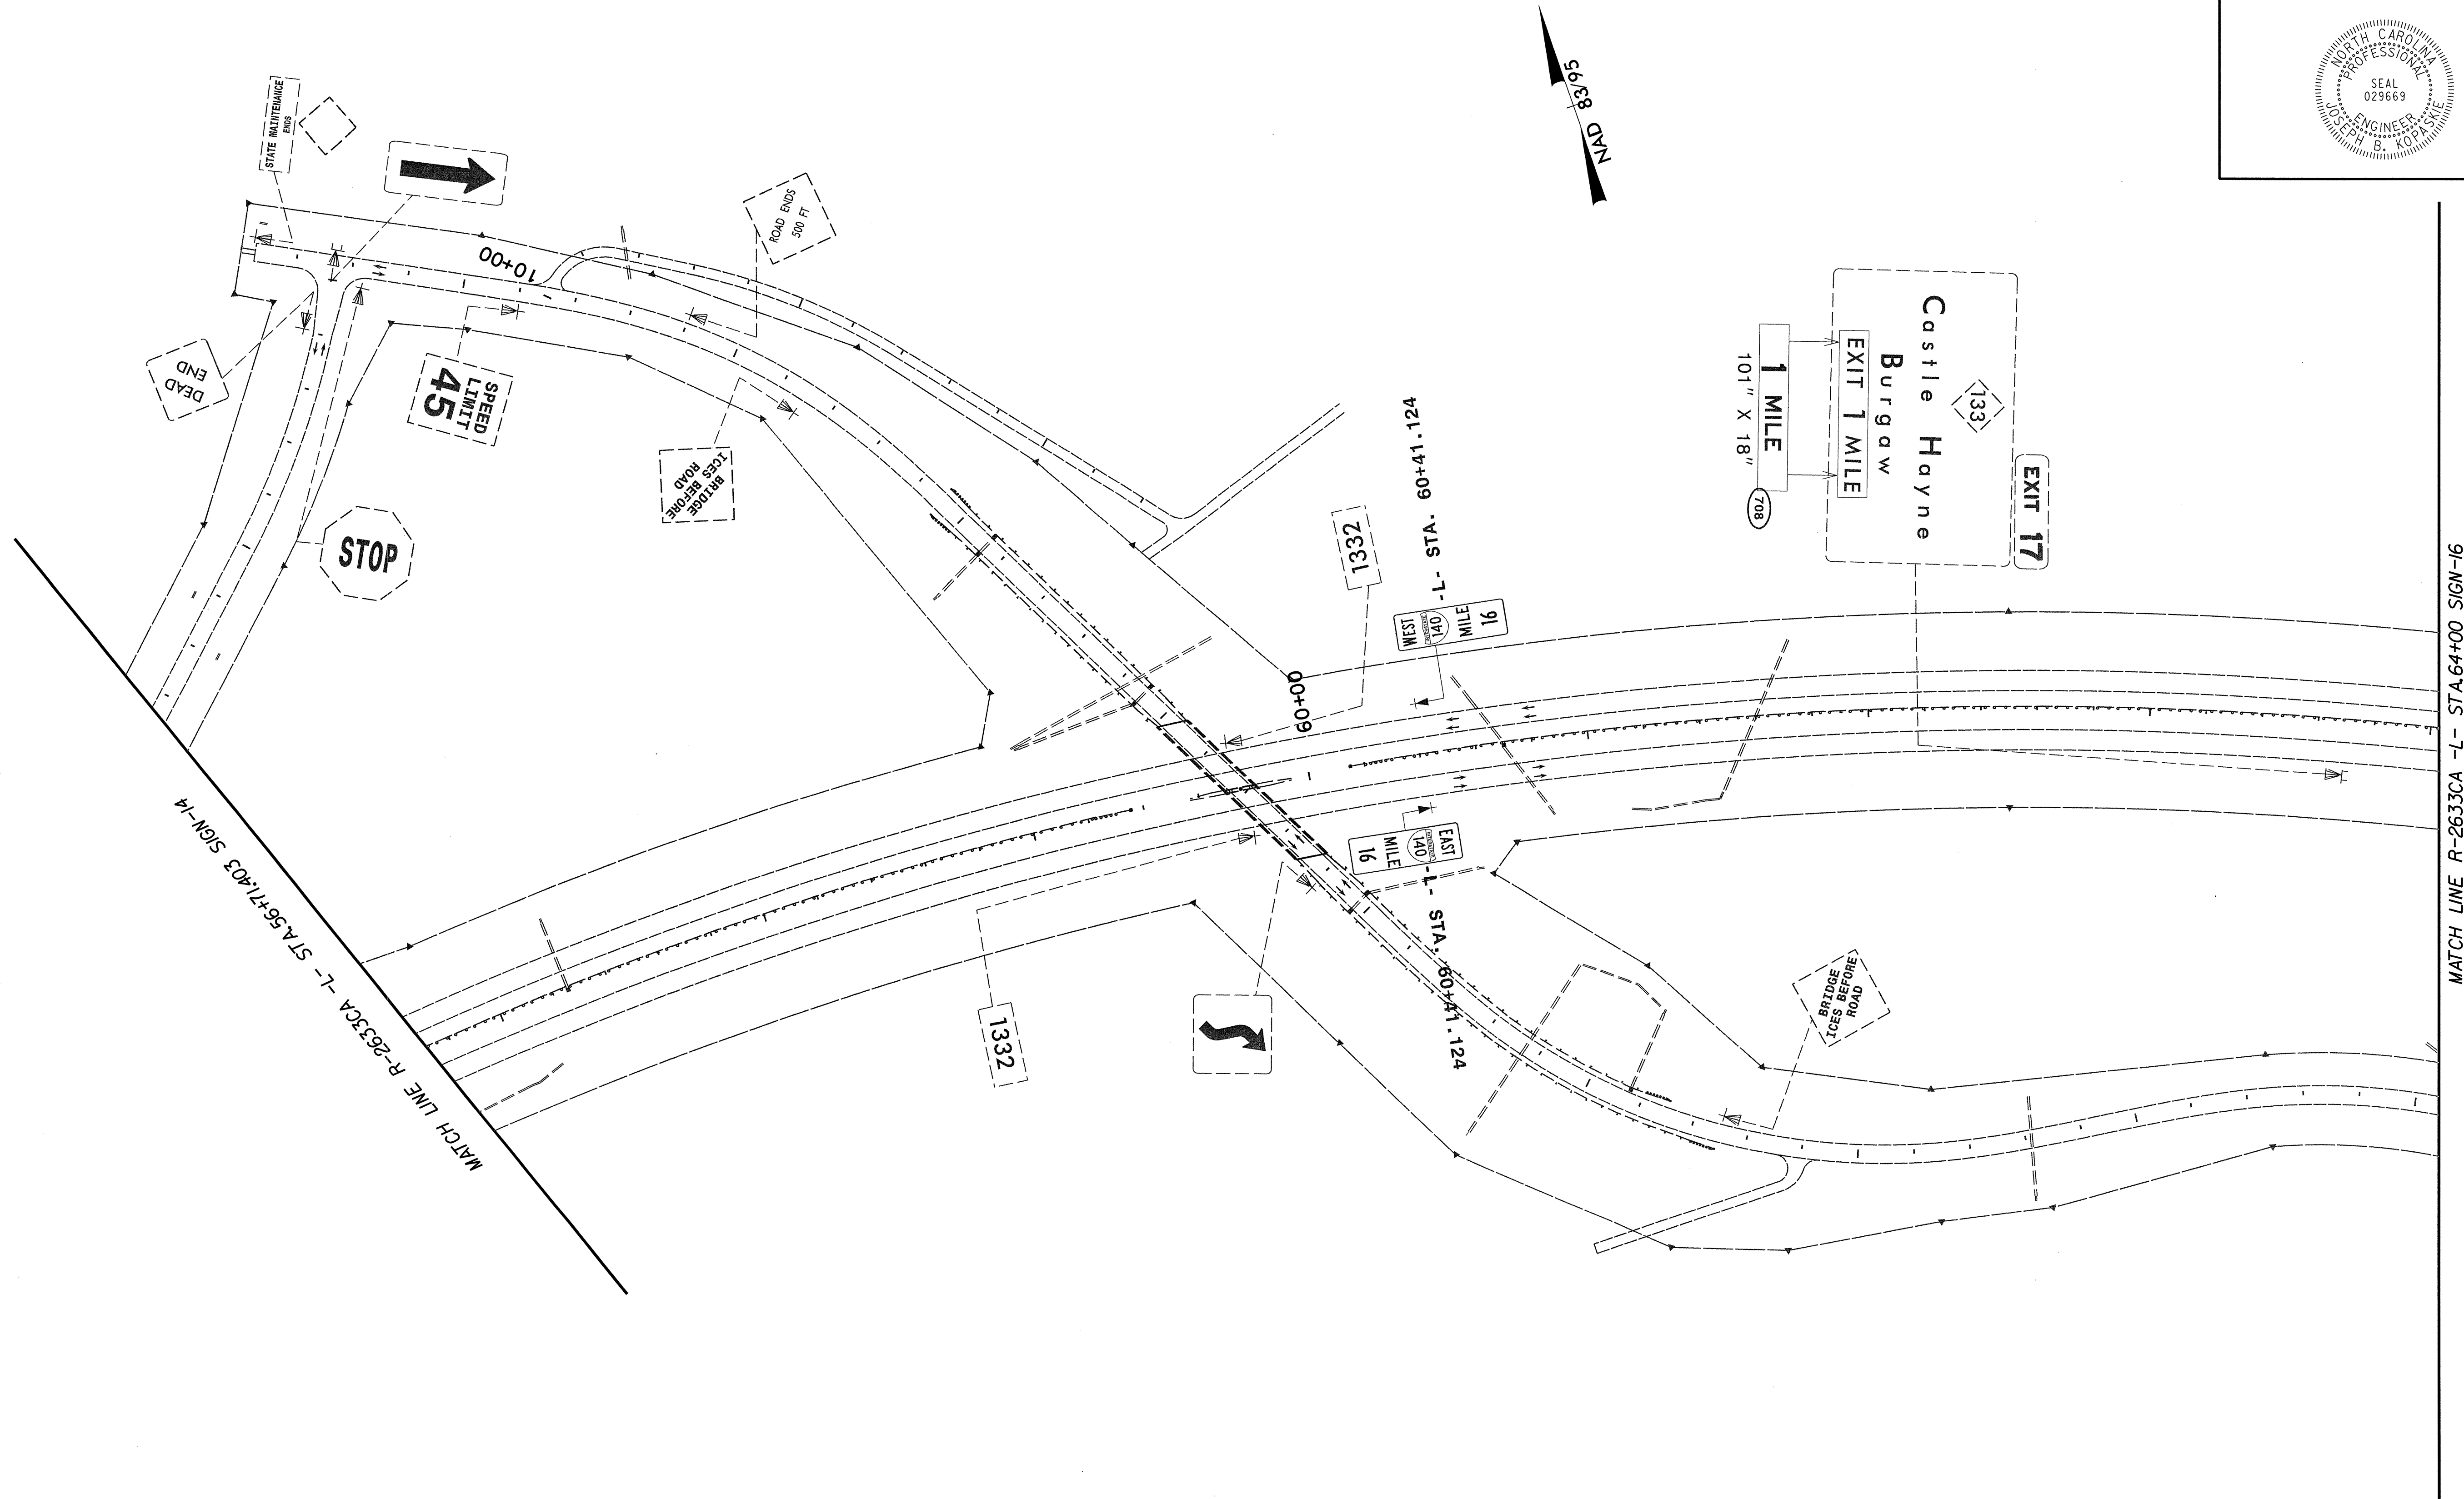 NORTH CAROLINA
PROFESSIONAL
SEAL
029669
ENGINEER
JOSEPH B. KOPASKIE
NAD 83/95
STATE MAINTENANCE
ENDS
ROAD ENDS
500 FT
10+00
DEAD
END
SPEED
LIMIT
45
BRIDGE
ICES BEFORE
ROAD
STOP
EXIT 17
133
Castle Hayne
Burgaw
EXIT 1 MILE
1 MILE
101" X 18"
708
-L- STA. 60+41.124
1332
WEST
INTERSTATE
140
MILE
16
60+00
EAST
INTERSTATE
140
MILE
16
-L- STA. 60+41.124
1332
BRIDGE
ICES BEFORE
ROAD
MATCH LINE R-2633CA -L- STA.56+71.403 SIGN-14
MATCH LINE R-2633CA -L- STA.64+00 SIGN-16